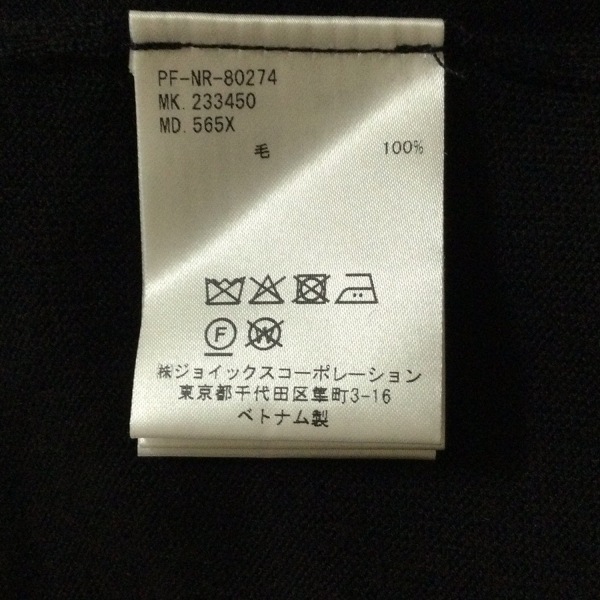 PF-NR-80274
MK. 233450
MD. 565X
毛 100%
F W
㈱ジョイックスコーポレーション
東京都千代田区隼町3-16
ベトナム製